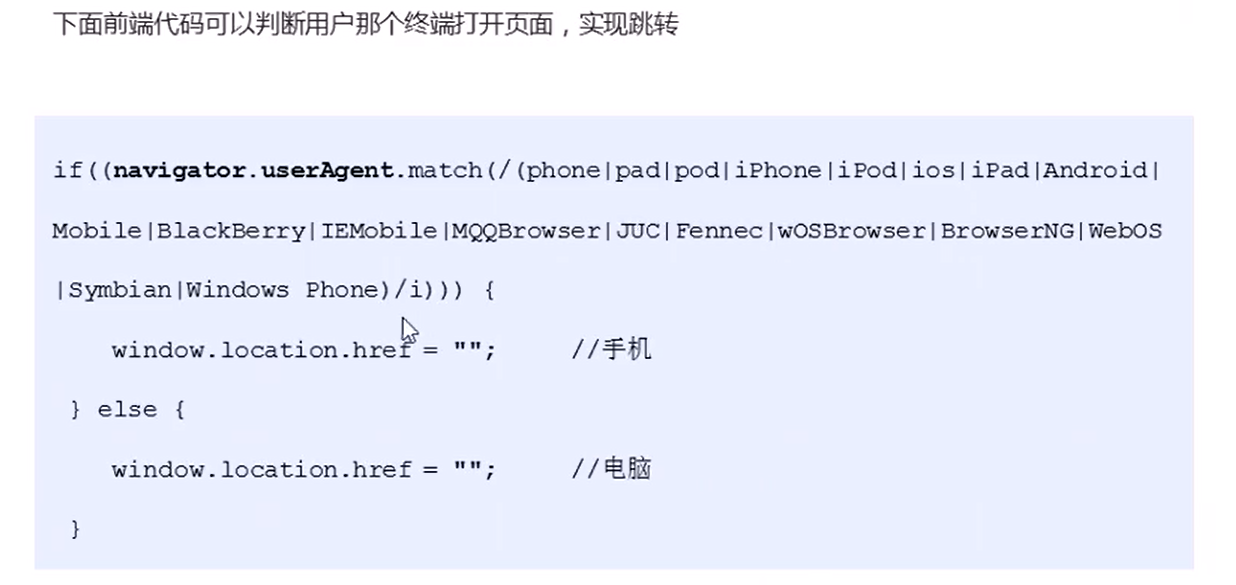 下面前端代码可以判断用户那个终端打开页面，实现跳转
if((navigator.userAgent.match(/(phone|pad|pod|iPhone|iPod|ios|iPad|Android|
Mobile|BlackBerry|IEMobile|MQQBrowser|JUC|Fennec|wOSBrowser|BrowserNG|WebOS
|Symbian|Windows Phone)/i))) {
window.location.href = ""; //手机
} else {
window.location.href = ""; //电脑
}